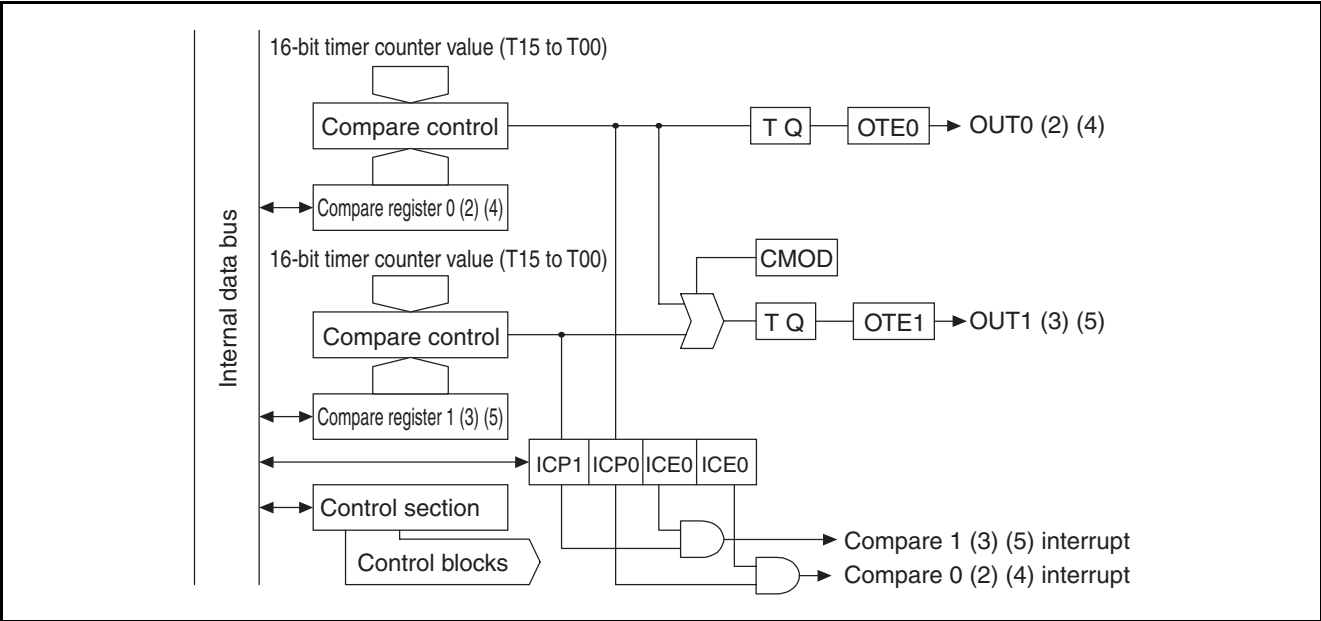 16-bit timer counter value (T15 to T00)
Compare control
T Q
OTE0
OUT0 (2) (4)
Compare register 0 (2) (4)
Internal data bus
16-bit timer counter value (T15 to T00)
CMOD
Compare control
T Q
OTE1
OUT1 (3) (5)
Compare register 1 (3) (5)
ICP1 ICP0 ICE0 ICE0
Control section
Control blocks
Compare 1 (3) (5) interrupt
Compare 0 (2) (4) interrupt